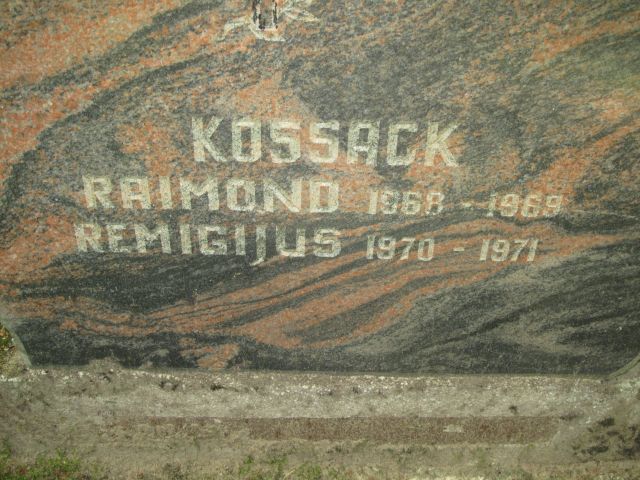 KOSSACK
RAIMOND 1968 - 1969
REMIGIJUS 1970 - 1971